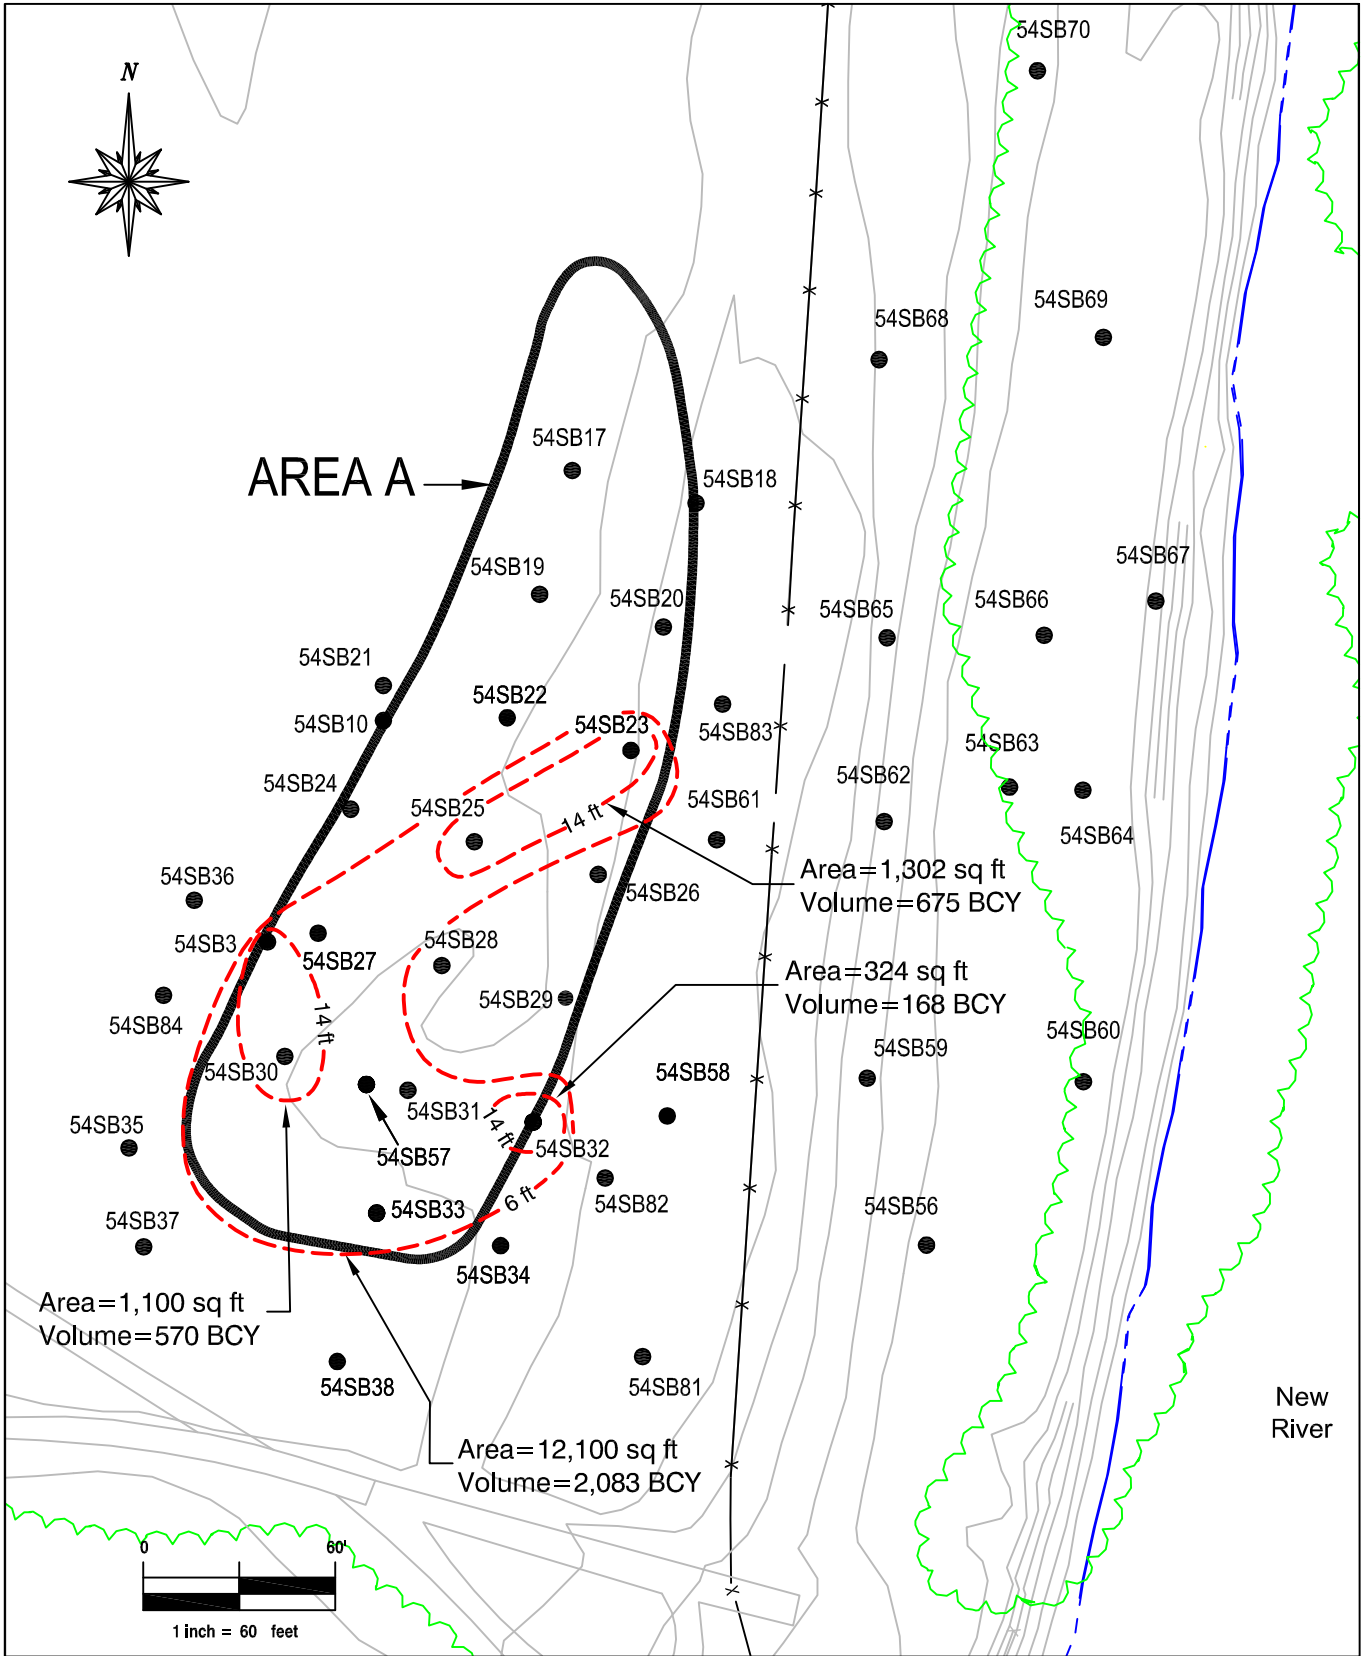 54SB70
N
54SB69
54SB68
54SB17
AREA A
54SB18
54SB67
54SB19
54SB20
54SB65
54SB66
54SB21
54SB22
54SB10
54SB23
54SB83
54SB63
54SB24
54SB62
54SB25
54SB61
14 ft
54SB64
Area=1,302 sq ft
Volume=675 BCY
54SB36
54SB26
54SB3
54SB27
54SB28
Area=324 sq ft
Volume=168 BCY
54SB29
54SB84
14 ft
54SB60
54SB59
54SB30
54SB58
54SB31
14 ft
54SB35
54SB32
54SB57
6 ft
54SB82
54SB33
54SB56
54SB37
54SB34
Area=1,100 sq ft
Volume=570 BCY
54SB38
54SB81
New
River
Area=12,100 sq ft
Volume=2,083 BCY
0 60'
1 inch = 60 feet